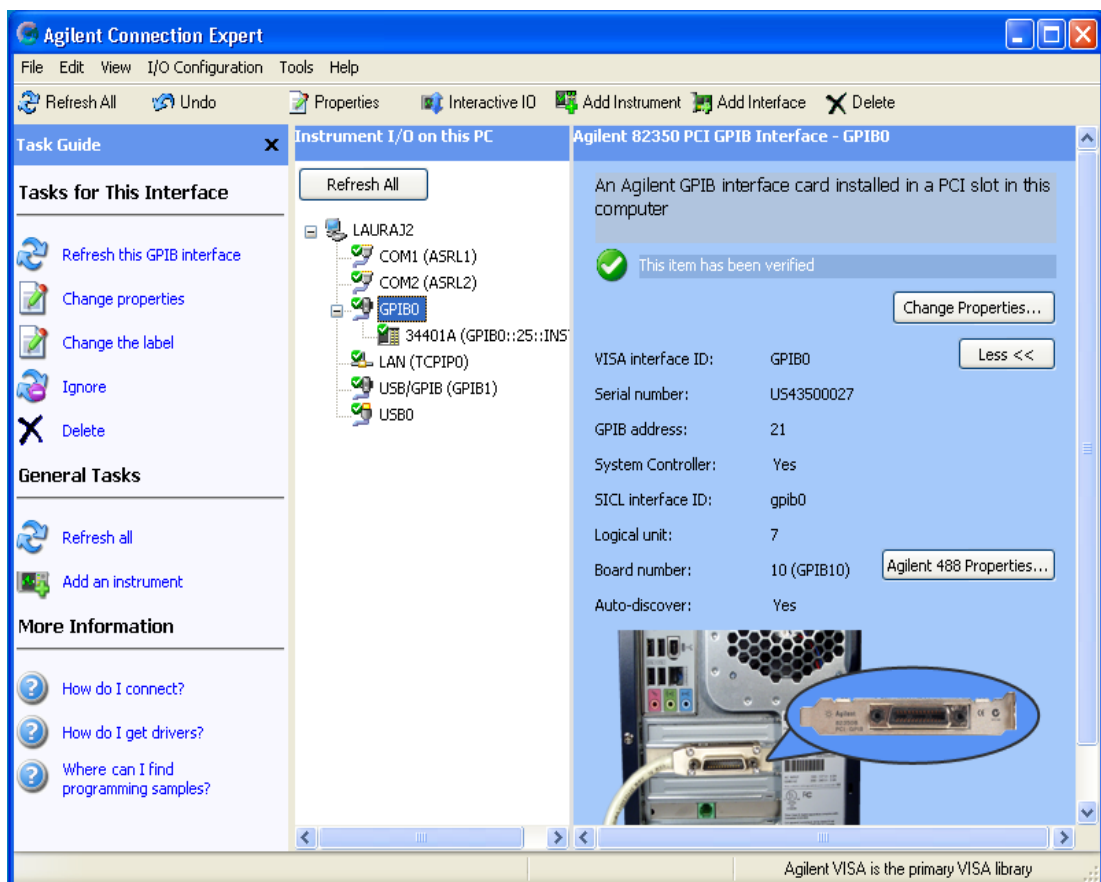 Agilent Connection Expert
File Edit View I/O Configuration Tools Help
Refresh All Undo Properties Interactive IO Add Instrument Add Interface Delete
Task Guide
Tasks for This Interface
Refresh this GPIB interface
Change properties
Change the label
Ignore
Delete
General Tasks
Refresh all
Add an instrument
More Information
How do I connect?
How do I get drivers?
Where can I find
programming samples?
Instrument I/O on this PC
Refresh All
LAURAJ2
COM1 (ASRL1)
COM2 (ASRL2)
GPIB0
34401A (GPIB0::25::INS
LAN (TCPIP0)
USB/GPIB (GPIB1)
USB0
Agilent 82350 PCI GPIB Interface - GPIB0
An Agilent GPIB interface card installed in a PCI slot in this
computer
This item has been verified
Change Properties...
Less <<
VISA interface ID: GPIB0
Serial number: US43500027
GPIB address: 21
System Controller: Yes
SICL interface ID: gpib0
Logical unit: 7
Board number: 10 (GPIB10)
Agilent 488 Properties...
Auto-discover: Yes
Agilent
82350B
PCI/GPIB
Agilent VISA is the primary VISA library